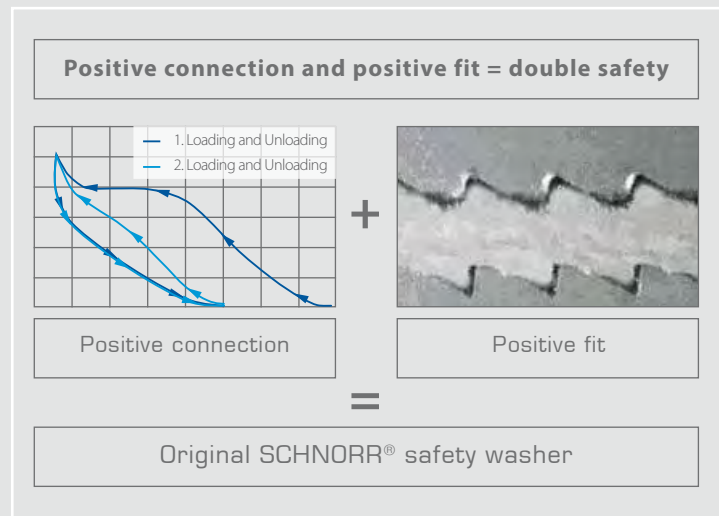 Positive connection and positive fit = double safety
1. Loading and Unloading
2. Loading and Unloading
+
Positive connection
Positive fit
=
Original SCHNORR® safety washer